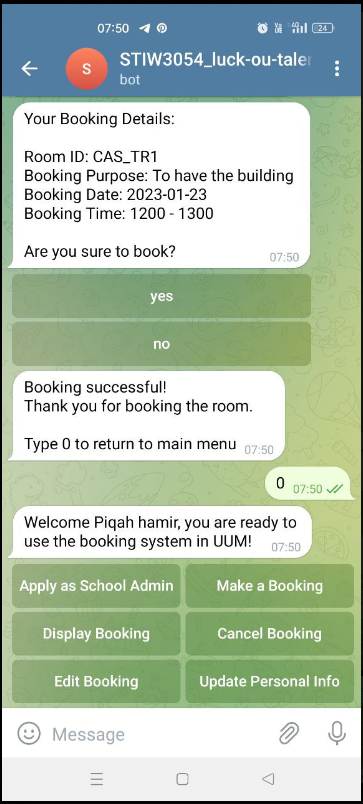 07:50
24
S
STIW3054_luck-ou-taler
bot
Your Booking Details:
Room ID: CAS_TR1
Booking Purpose: To have the building
Booking Date: 2023-01-23
Booking Time: 1200 - 1300
Are you sure to book?
07:50
yes
no
Booking successful!
Thank you for booking the room.
Type 0 to return to main menu 07:50
0 07:50
Welcome Piqah hamir, you are ready to
use the booking system in UUM! 07:50
Apply as School Admin Make a Booking
Display Booking Cancel Booking
Edit Booking Update Personal Info
Message